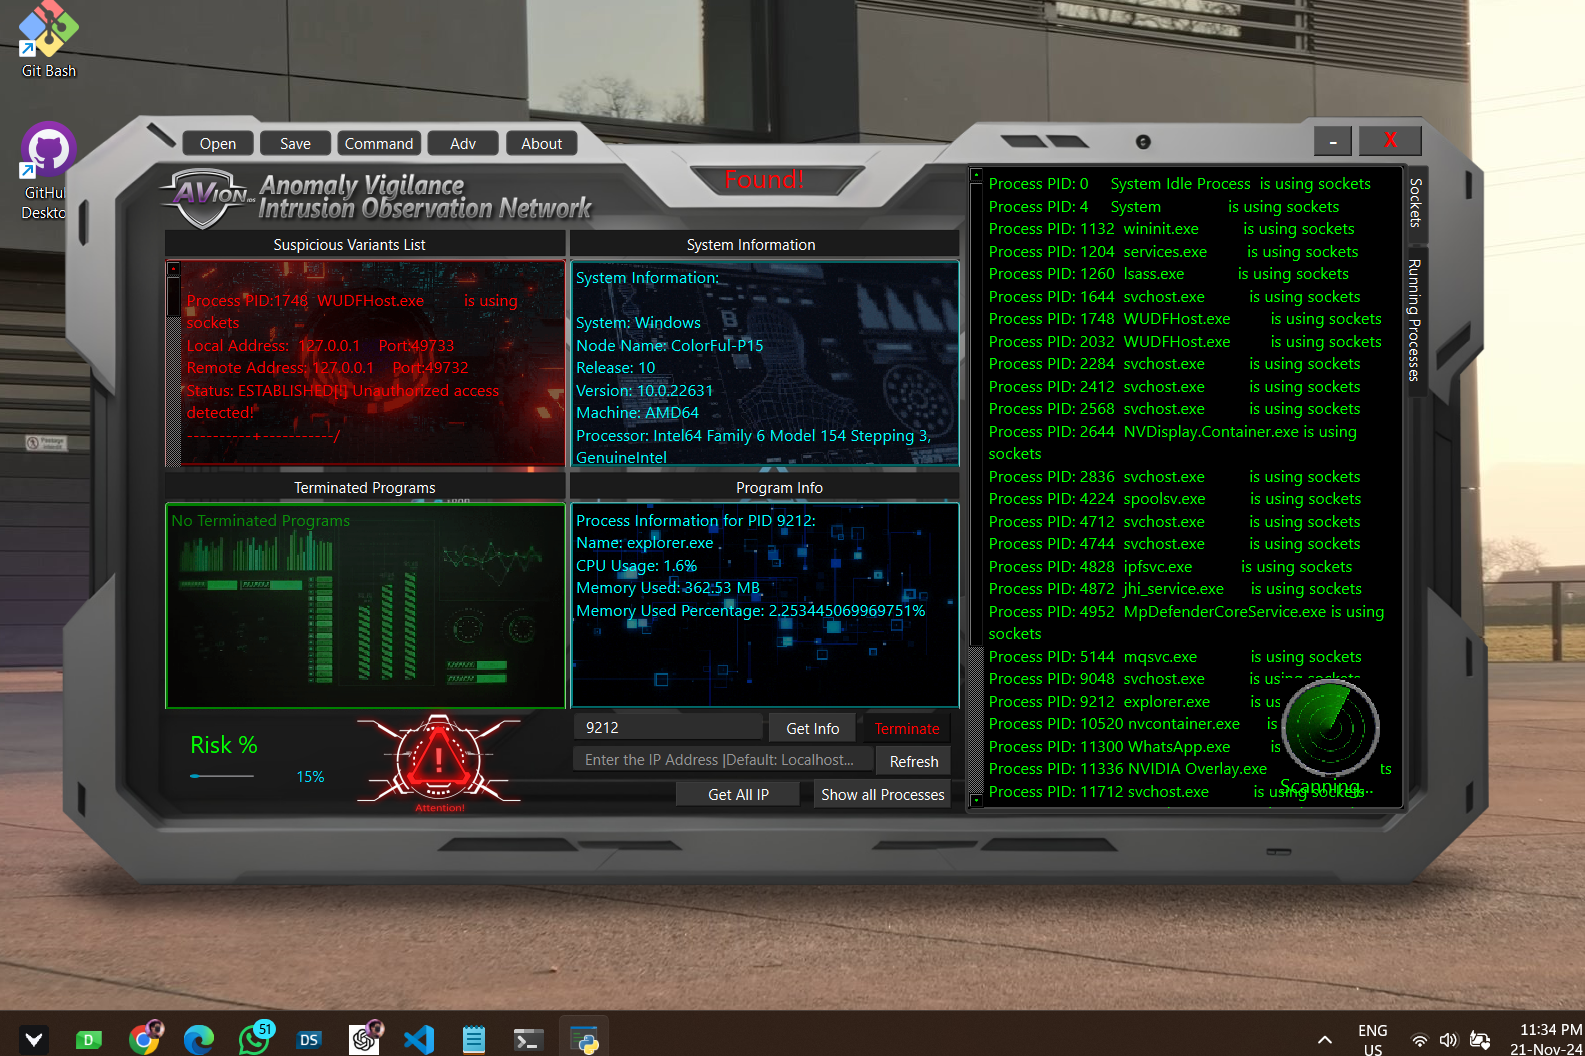 Git Bash
GitHub
Deskto
Open
Save
Command
Adv
About
-
X
Found!
AVION IDS
Anomaly Vigilance
Intrusion Observation Network
Suspicious Variants List
Process PID:1748 WUDFHost.exe is using
sockets
Local Address: 127.0.0.1 Port:49733
Remote Address: 127.0.0.1 Port:49732
Status: ESTABLISHED[!] Unauthorized access
detected!
----------+-----------/
System Information
System Information:
System: Windows
Node Name: ColorFul-P15
Release: 10
Version: 10.0.22631
Machine: AMD64
Processor: Intel64 Family 6 Model 154 Stepping 3,
GenuineIntel
Terminated Programs
No Terminated Programs
Program Info
Process Information for PID 9212:
Name: explorer.exe
CPU Usage: 1.6%
Memory Used: 362.53 MB
Memory Used Percentage: 2.253445069969751%
Risk %
15%
Attention!
9212
Get Info
Terminate
Enter the IP Address |Default: Localhost...
Refresh
Get All IP
Show all Processes
Process PID: 0 System Idle Process is using sockets
Process PID: 4 System is using sockets
Process PID: 1132 wininit.exe is using sockets
Process PID: 1204 services.exe is using sockets
Process PID: 1260 lsass.exe is using sockets
Process PID: 1644 svchost.exe is using sockets
Process PID: 1748 WUDFHost.exe is using sockets
Process PID: 2032 WUDFHost.exe is using sockets
Process PID: 2284 svchost.exe is using sockets
Process PID: 2412 svchost.exe is using sockets
Process PID: 2568 svchost.exe is using sockets
Process PID: 2644 NVDisplay.Container.exe is using
sockets
Process PID: 2836 svchost.exe is using sockets
Process PID: 4224 spoolsv.exe is using sockets
Process PID: 4712 svchost.exe is using sockets
Process PID: 4744 svchost.exe is using sockets
Process PID: 4828 ipfsvc.exe is using sockets
Process PID: 4872 jhi_service.exe is using sockets
Process PID: 4952 MpDefenderCoreService.exe is using
sockets
Process PID: 5144 mqsvc.exe is using sockets
Process PID: 9048 svchost.exe is using sockets
Process PID: 9212 explorer.exe is us
Process PID: 10520 nvcontainer.exe is
Process PID: 11300 WhatsApp.exe is
Process PID: 11336 NVIDIA Overlay.exe ts
Process PID: 11712 svchost.exe is using sockets
Scanning...
Sockets
Running Processes
D
51
DS
ENG
US
11:34 PM
21-Nov-24